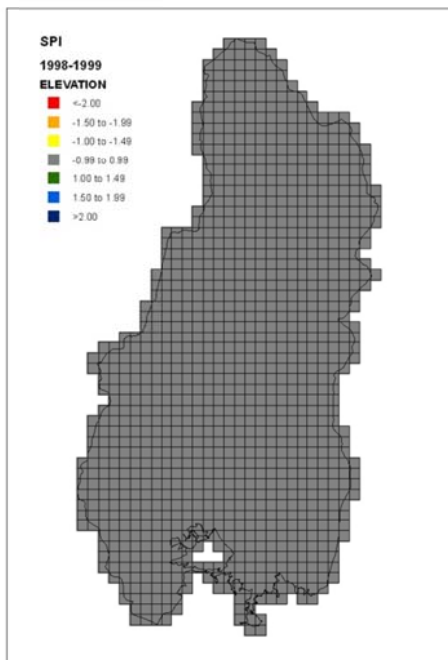 SPI
1998-1999
ELEVATION
<-2.00
-1.50 to -1.99
-1.00 to -1.49
-0.99 to 0.99
1.00 to 1.49
1.50 to 1.99
>2.00